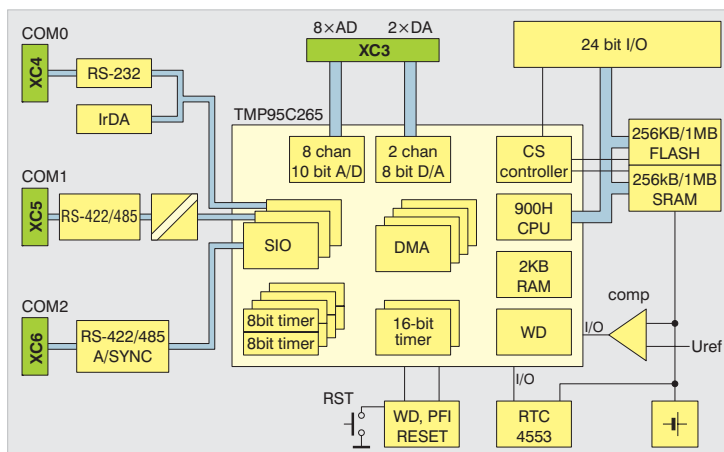 COM0
8×AD 2×DA
XC4
RS-232
XC3
24 bit I/O
IrDA
TMP95C265
256KB/1MB
FLASH
8 chan
10 bit A/D
2 chan
8 bit D/A
CS
controller
256kB/1MB
SRAM
COM1
XC5
RS-422/485
900H
CPU
SIO
DMA
2KB
RAM
comp
COM2
XC6
RS-422/485
A/SYNC
8bit timer
8bit timer
16-bit
timer
WD
I/O
Uref
I/O
RST
WD, PFI
RESET
RTC
4553